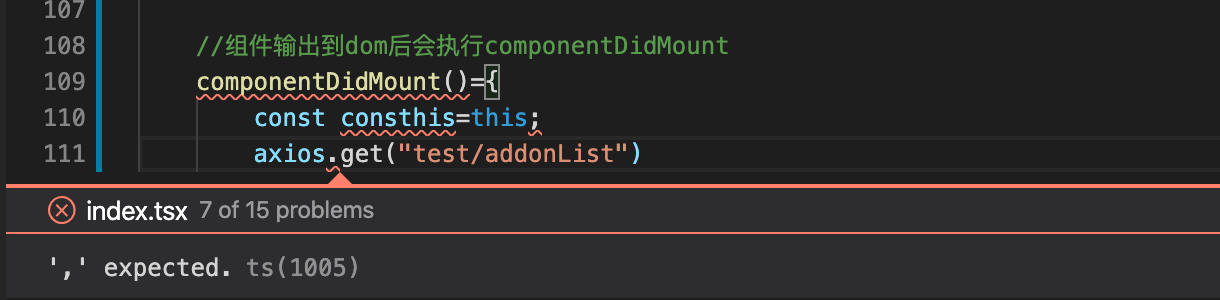 107
108 //组件输出到dom后会执行componentDidMount
109 componentDidMount()={
110 const consthis=this;
111 axios.get("test/addonList")
index.tsx 7 of 15 problems
',' expected. ts(1005)